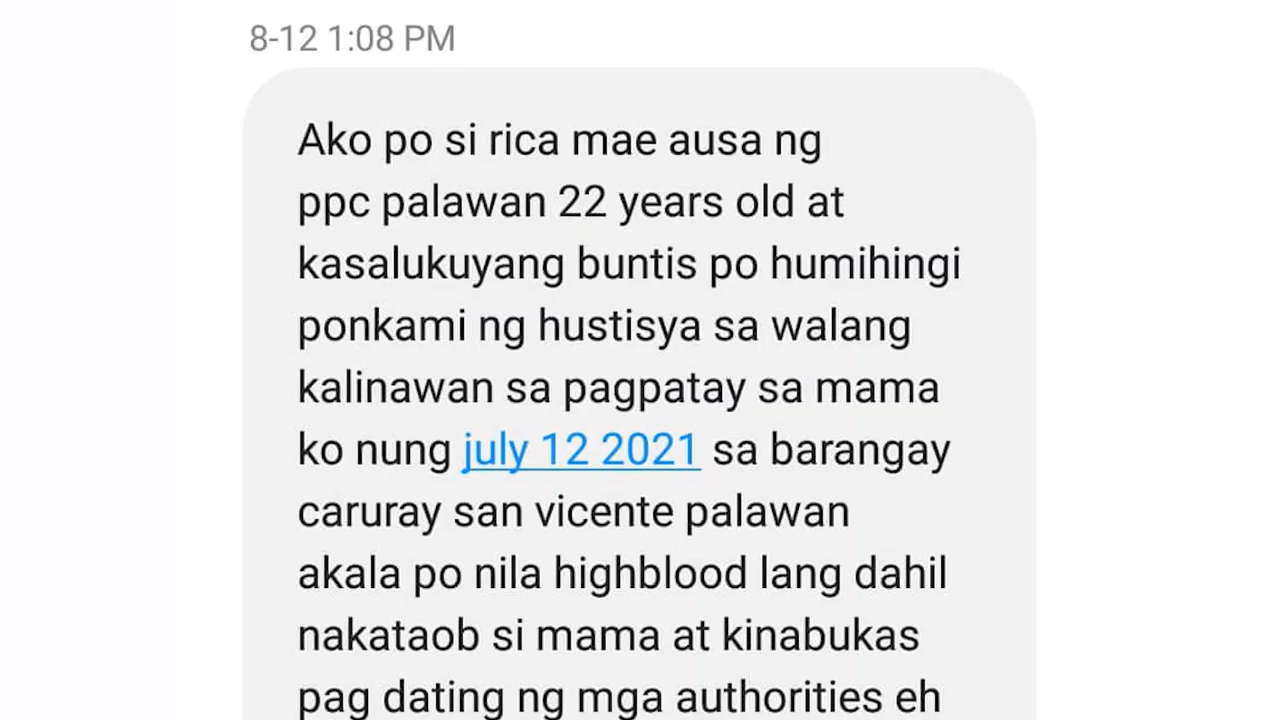 8-12 1:08 PM
Ako po si rica mae ausa ng
ppc palawan 22 years old at
kasalukuyang buntis po humihingi
ponkami ng hustisya sa walang
kalinawan sa pagpatay sa mama
ko nung july 12 2021 sa barangay
caruray san vicente palawan
akala po nila highblood lang dahil
nakataob si mama at kinabukas
pag dating ng mga authorities eh